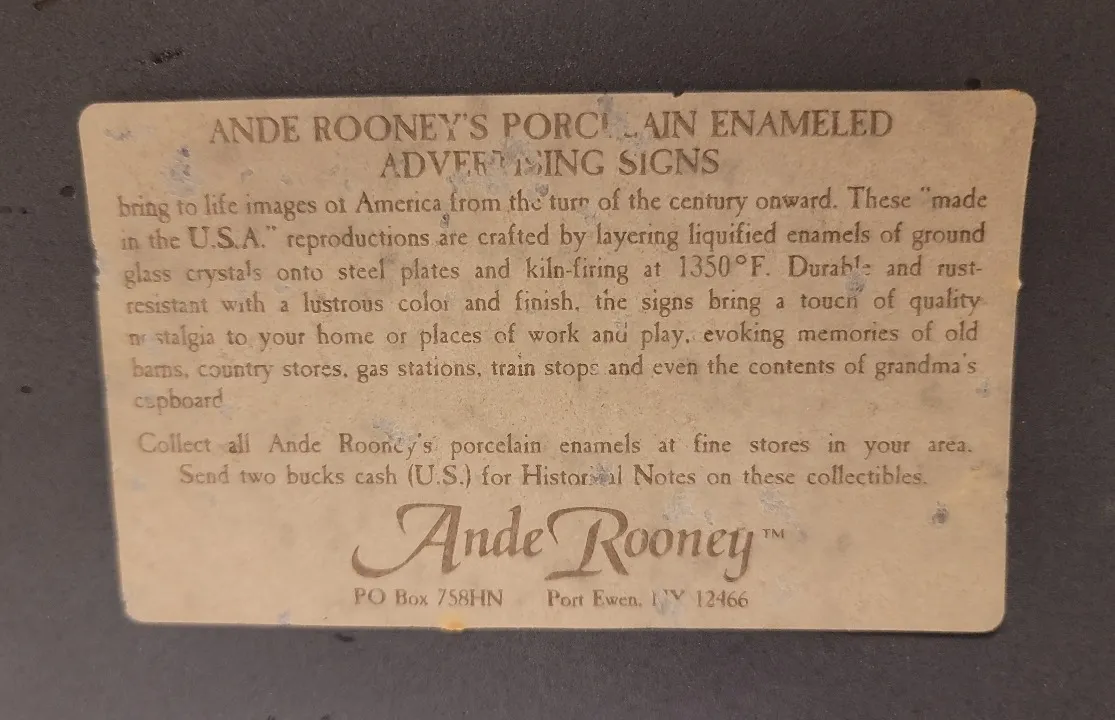 ANDE ROONEY'S PORCELAIN ENAMELED
ADVERTISING SIGNS
bring to life images of America from the turn of the century onward. These "made
in the U.S.A." reproductions are crafted by layering liquified enamels of ground
glass crystals onto steel plates and kiln-firing at 1350°F. Durable and rust-
resistant with a lustrous color and finish, the signs bring a touch of quality
nostalgia to your home or places of work and play, evoking memories of old
barns, country stores, gas stations, train stops and even the contents of grandma's
cupboard
Collect all Ande Rooney's porcelain enamels at fine stores in your area.
Send two bucks cash (U.S.) for Historical Notes on these collectibles.
Ande Rooney™
PO Box 758HN Port Ewen, NY 12466